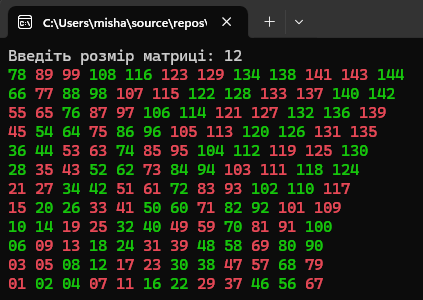 C:\Users\misha\source\repos\
Введіть розмір матриці: 12
78 89 99 108 116 123 129 134 138 141 143 144
66 77 88 98 107 115 122 128 133 137 140 142
55 65 76 87 97 106 114 121 127 132 136 139
45 54 64 75 86 96 105 113 120 126 131 135
36 44 53 63 74 85 95 104 112 119 125 130
28 35 43 52 62 73 84 94 103 111 118 124
21 27 34 42 51 61 72 83 93 102 110 117
15 20 26 33 41 50 60 71 82 92 101 109
10 14 19 25 32 40 49 59 70 81 91 100
06 09 13 18 24 31 39 48 58 69 80 90
03 05 08 12 17 23 30 38 47 57 68 79
01 02 04 07 11 16 22 29 37 46 56 67